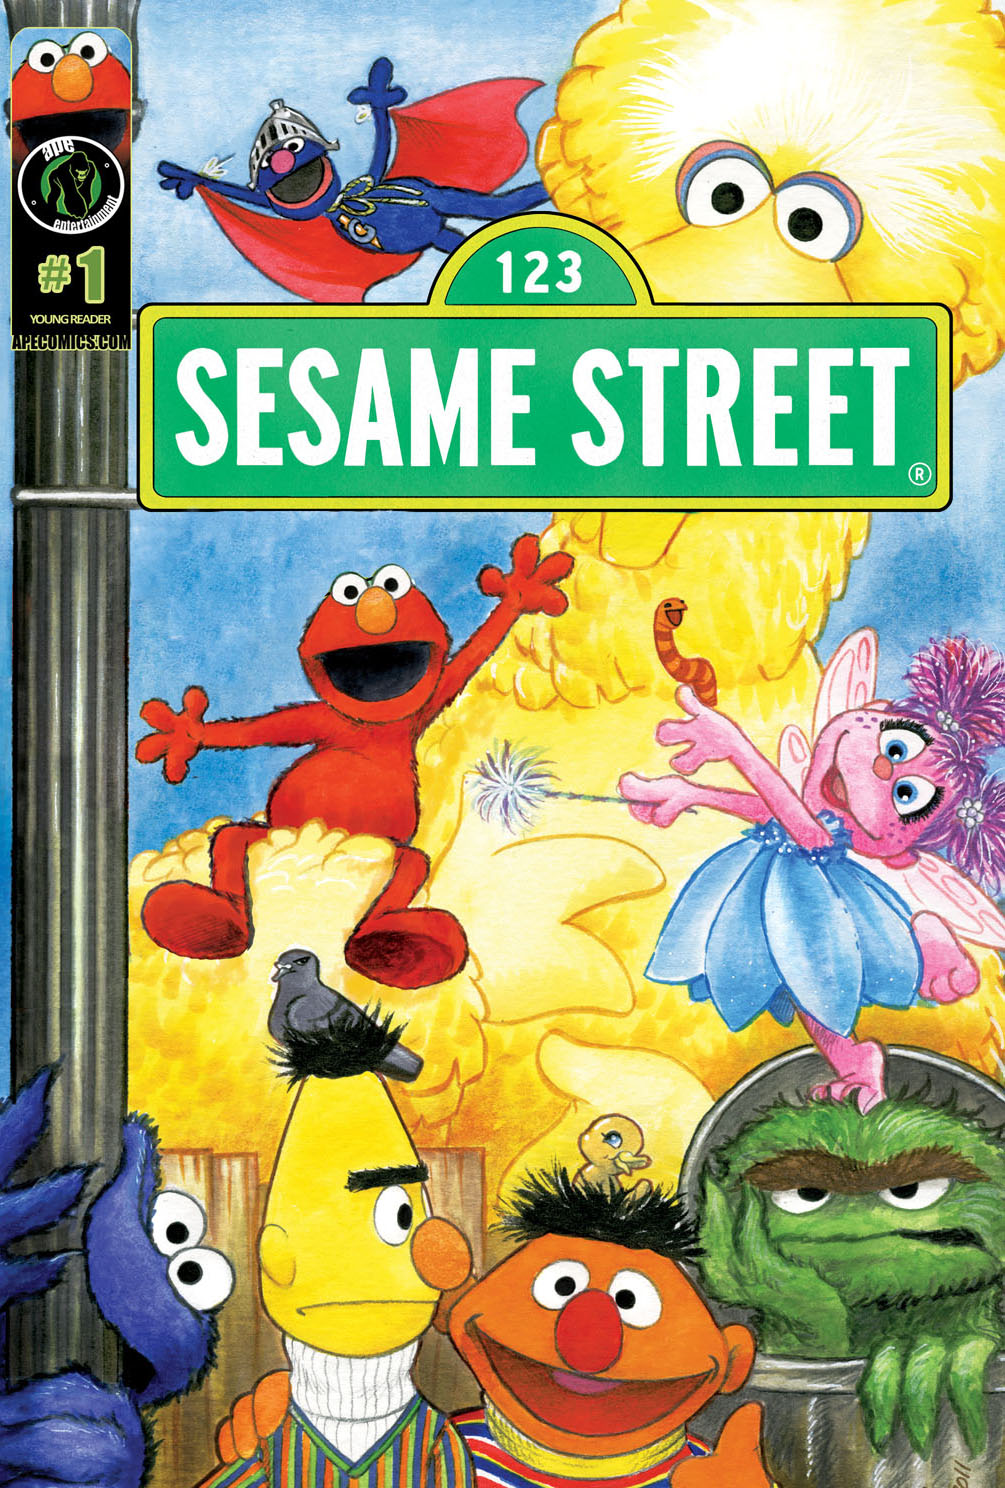 ape
entertainment
#1
YOUNG READER
APECOMICS.COM
G
123
SESAME STREET®